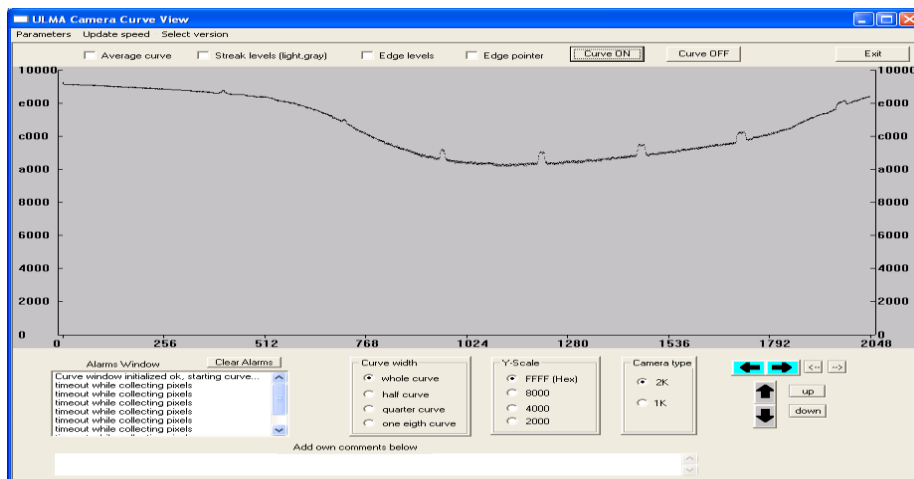 ULMA Camera Curve View
Parameters Update speed Select version
Average curve Streak levels (light,gray) Edge levels Edge pointer Curve ON Curve OFF Exit
10000 10000
e000 e000
c000 c000
a000 a000
8000 8000
6000 6000
4000 4000
2000 2000
0 0
0 256 512 768 1024 1280 1536 1792 2048
Alarms Window Clear Alarms
Curve window initialized ok, starting curve...
timeout while collecting pixels
timeout while collecting pixels
timeout while collecting pixels
timeout while collecting pixels
timeout while collecting pixels
timeout while collecting pixels
timeout while collecting pixels
Curve width
whole curve
half curve
quarter curve
one eigth curve
Y-Scale
FFFF (Hex)
8000
4000
2000
Camera type
2K
1K
<-- -->
up
down
Add own comments below